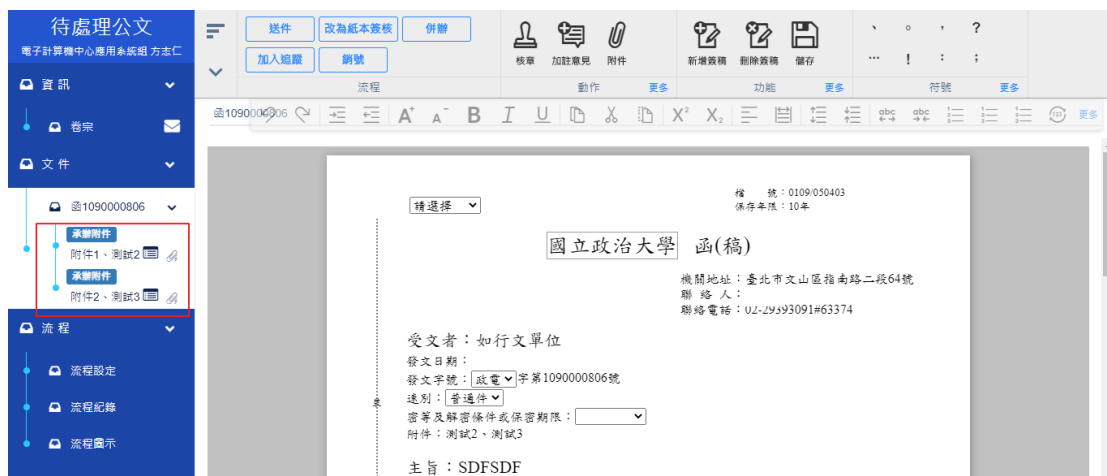 待處理公文
電子計算機中心應用系統組 方志仁
資訊
卷宗
文件
函1090000806
承辦附件
附件1、測試2
承辦附件
附件2、測試3
流程
流程設定
流程紀錄
流程圖示
送件 改為紙本簽核 併辦
加入追蹤 銷號
流程
核章 加註意見 附件
動作 更多
新增簽稿 刪除簽稿 儲存
功能 更多
、 。 , ?
… ! : ;
符號 更多
函1090000806
A+ A- B I U X² X₂ abc abc 更多
請選擇
檔 號:0109/050403
保存年限:10年
國立政治大學 函(稿)
機關地址:臺北市文山區指南路二段64號
聯 絡 人:
聯絡電話:02-29393091#63374
受文者:如行文單位
發文日期:
發文字號:政電字第1090000806號
速別:普通件
密等及解密條件或保密期限:
附件:測試2、測試3
主旨:SDFSDF